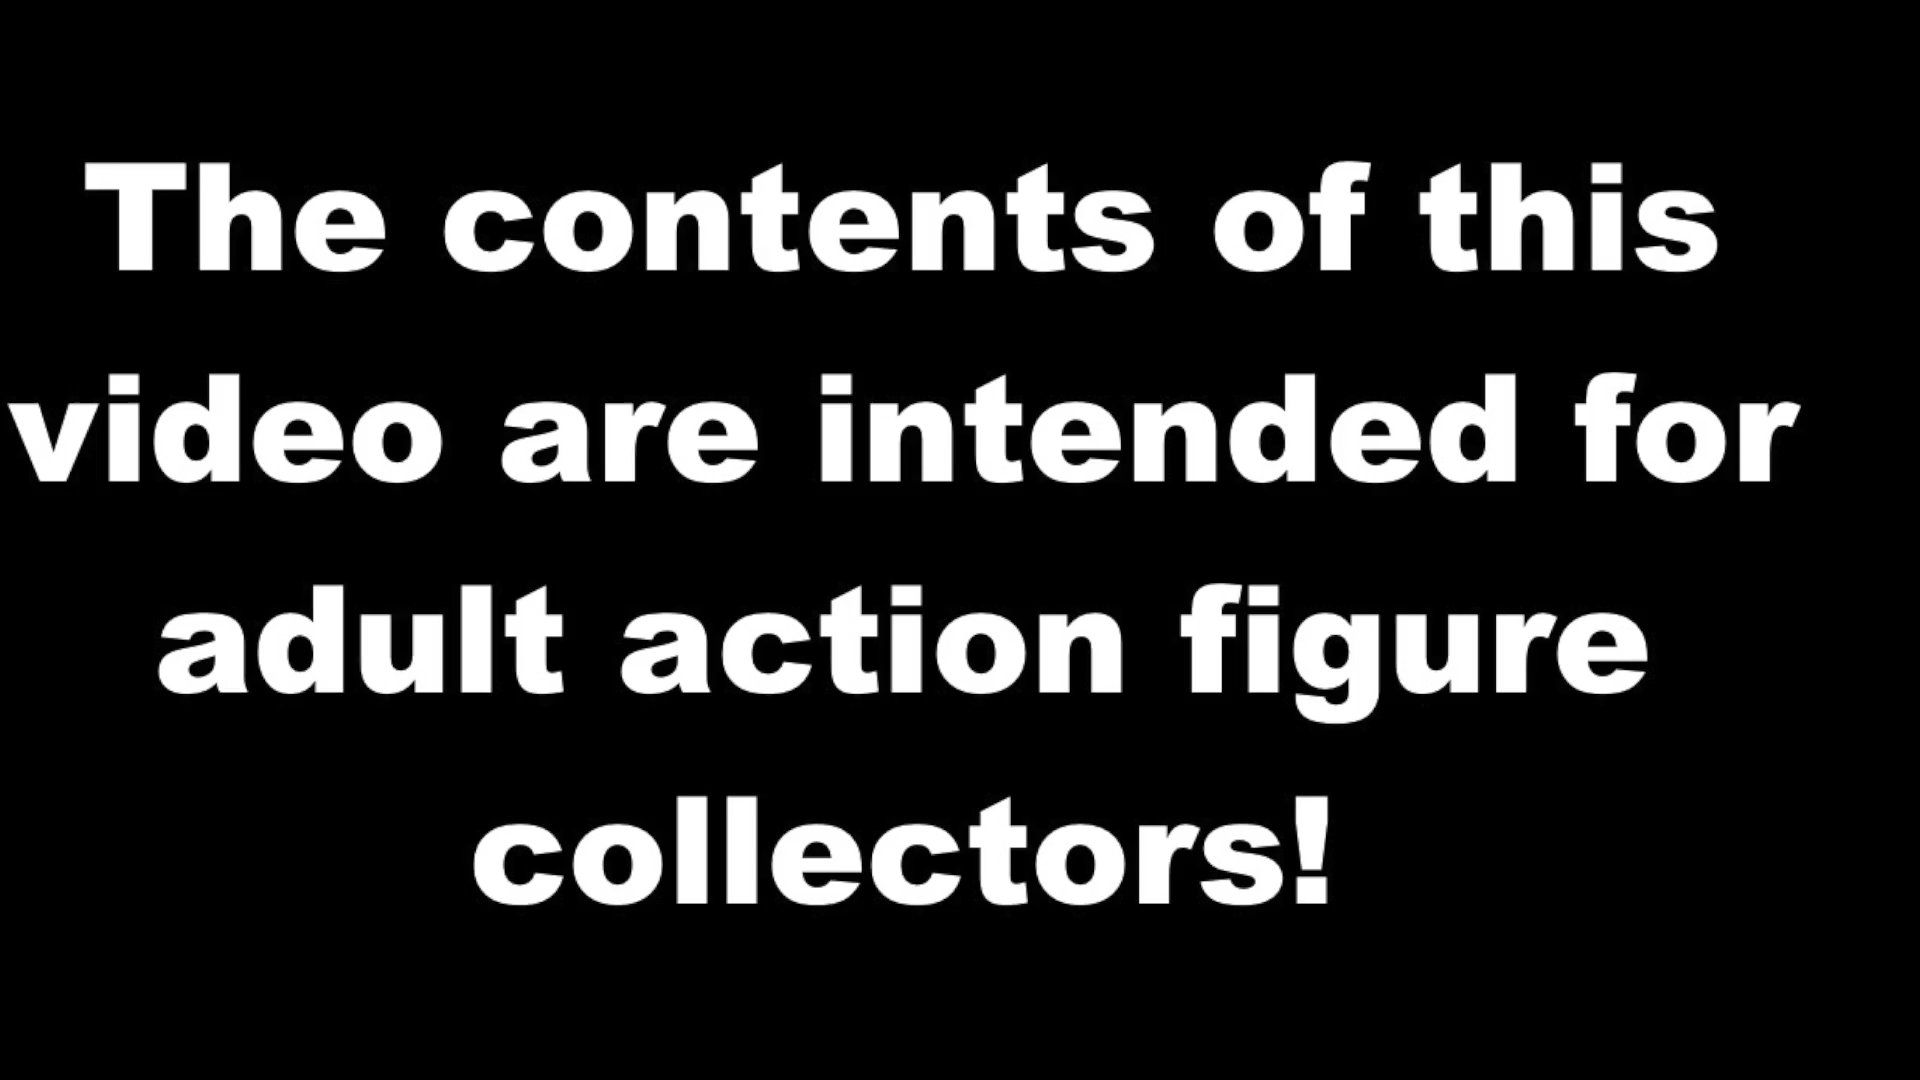 The contents of this
video are intended for
adult action figure
collectors!